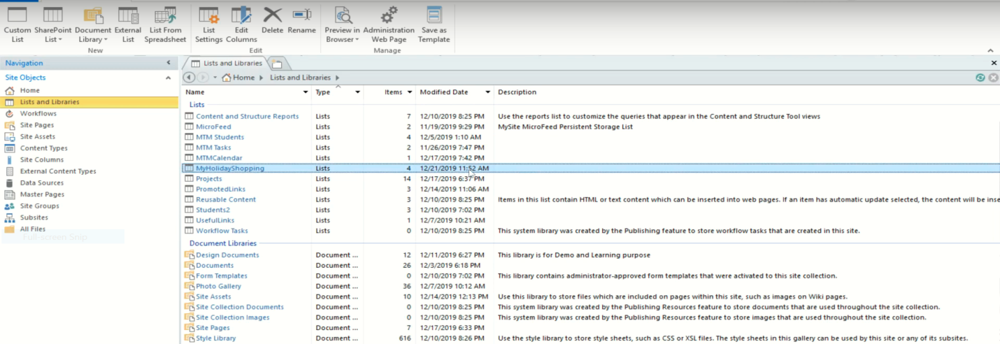 Custom List SharePoint List Document Library External List List From Spreadsheet List Settings Edit Columns Delete Rename Preview in Browser Administration Web Page Save as Template
New Edit Manage
Navigation Lists and Libraries
Site Objects Home Lists and Libraries
Home
Lists and Libraries
Workflows
Site Pages
Site Assets
Content Types
Site Columns
External Content Types
Data Sources
Master Pages
Site Groups
Subsites
All Files
Full-screen Snip
Name Type Items Modified Date Description
Lists
Content and Structure Reports Lists 7 12/10/2019 8:25 PM Use the reports list to customize the queries that appear in the Content and Structure Tool views
MicroFeed Lists 2 11/19/2019 9:29 PM MySite MicroFeed Persistent Storage List
MTM Students Lists 4 12/5/2019 1:10 AM
MTM Tasks Lists 2 11/26/2019 7:47 PM
MTMCalendar Lists 1 12/17/2019 7:42 PM
MyHolidayShopping Lists 4 12/21/2019 11:52 AM
Projects Lists 14 12/17/2019 6:37 PM
PromotedLinks Lists 3 12/14/2019 11:06 AM
Reusable Content Lists 3 12/10/2019 8:25 PM Items in this list contain HTML or text content which can be inserted into web pages. If an item has automatic update selected, the content will be inse
Students2 Lists 3 12/10/2019 7:02 PM
UsefulLinks Lists 1 12/7/2019 10:21 AM
Workflow Tasks Lists 0 12/10/2019 8:25 PM This system library was created by the Publishing feature to store workflow tasks that are created in this site.
Document Libraries
Design Documents Document ... 12 12/11/2019 6:27 PM This library is for Demo and Learning purpose
Documents Document ... 26 12/3/2019 6:18 PM
Form Templates Document ... 0 12/10/2019 7:02 PM This library contains administrator-approved form templates that were activated to this site collection.
Photo Gallery Document ... 36 12/7/2019 10:12 AM
Site Assets Document ... 10 12/14/2019 12:13 PM Use this library to store files which are included on pages within this site, such as images on Wiki pages.
Site Collection Documents Document ... 0 12/10/2019 8:25 PM This system library was created by the Publishing Resources feature to store documents that are used throughout the site collection.
Site Collection Images Document ... 0 12/10/2019 8:25 PM This system library was created by the Publishing Resources feature to store images that are used throughout the site collection.
Site Pages Document ... 7 12/17/2019 6:33 PM
Style Library Document ... 616 12/10/2019 8:26 PM Use the style library to store style sheets, such as CSS or XSL files. The style sheets in this gallery can be used by this site or any of its subsites.